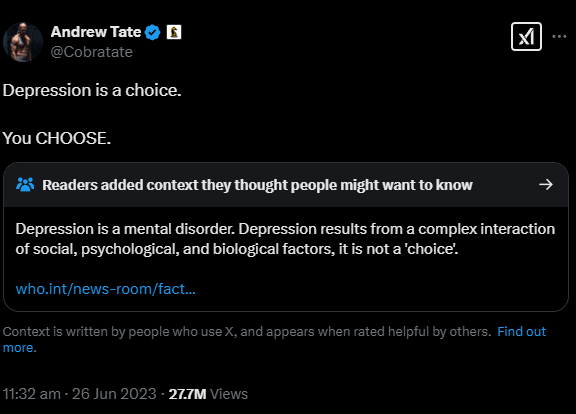 Andrew Tate
@Cobratate
Depression is a choice.
You CHOOSE.
Readers added context they thought people might want to know
Depression is a mental disorder. Depression results from a complex interaction
of social, psychological, and biological factors, it is not a 'choice'.
who.int/news-room/fact...
Context is written by people who use X, and appears when rated helpful by others. Find out
more.
11:32 am · 26 Jun 2023 · 27.7M Views